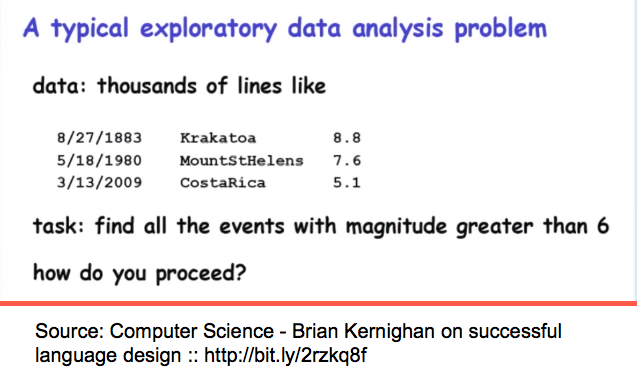 A typical exploratory data analysis problem
data: thousands of lines like
8/27/1883 Krakatoa 8.8
5/18/1980 MountStHelens 7.6
3/13/2009 CostaRica 5.1
task: find all the events with magnitude greater than 6
how do you proceed?
Source: Computer Science - Brian Kernighan on successful
language design :: http://bit.ly/2rzkq8f